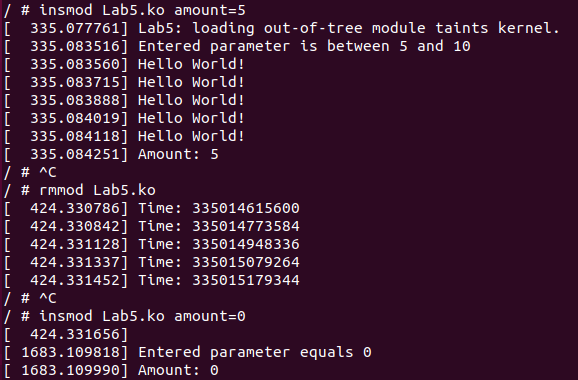 / # insmod Lab5.ko amount=5
[  335.077761] Lab5: loading out-of-tree module taints kernel.
[  335.083516] Entered parameter is between 5 and 10
[  335.083560] Hello World!
[  335.083715] Hello World!
[  335.083888] Hello World!
[  335.084019] Hello World!
[  335.084118] Hello World!
[  335.084251] Amount: 5
/ # ^C
/ # rmmod Lab5.ko
[  424.330786] Time: 335014615600
[  424.330842] Time: 335014773584
[  424.331128] Time: 335014948336
[  424.331337] Time: 335015079264
[  424.331452] Time: 335015179344
/ # ^C
/ # insmod Lab5.ko amount=0
[  424.331656]
[ 1683.109818] Entered parameter equals 0
[ 1683.109990] Amount: 0